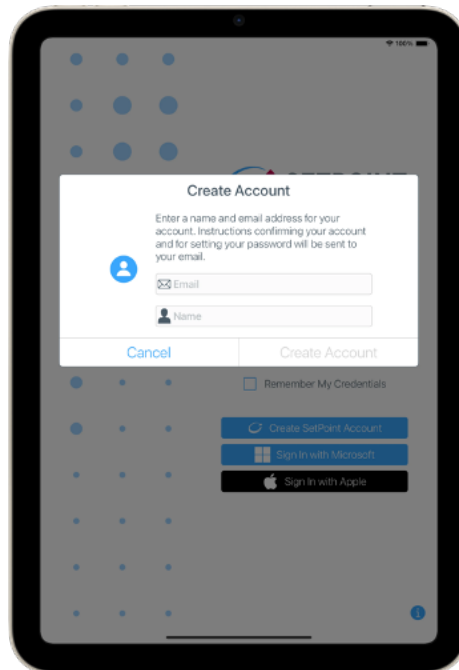 100%
SETPOINT
Create Account
Enter a name and email address for your
account. Instructions confirming your account
and for setting your password will be sent to
your email.
Email
Name
Cancel
Create Account
Remember My Credentials
Create SetPoint Account
Sign In with Microsoft
Sign In with Apple